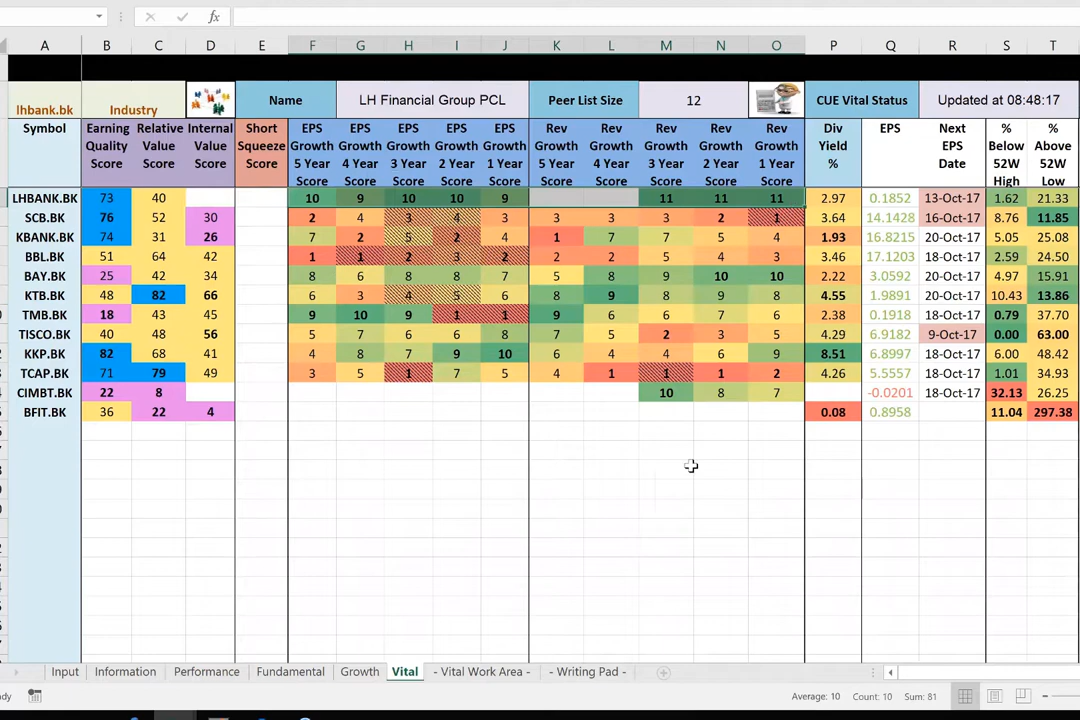 fx
A B C D E F G H I J K L M N O P Q R S T
lhbank.bk Industry Name LH Financial Group PCL Peer List Size 12 CUE Vital Status Updated at 08:48:17
Symbol Earning Quality Score Relative Value Score Internal Value Score Short Squeeze Score EPS Growth 5 Year Score EPS Growth 4 Year Score EPS Growth 3 Year Score EPS Growth 2 Year Score EPS Growth 1 Year Score Rev Growth 5 Year Score Rev Growth 4 Year Score Rev Growth 3 Year Score Rev Growth 2 Year Score Rev Growth 1 Year Score Div Yield % EPS Next EPS Date % Below 52W High % Above 52W Low
LHBANK.BK 73 40 10 9 10 10 9 11 11 11 2.97 0.1852 13-Oct-17 1.62 21.33
SCB.BK 76 52 30 2 4 3 4 3 3 3 3 2 1 3.64 14.1428 16-Oct-17 8.76 11.85
KBANK.BK 74 31 26 7 2 5 2 4 1 7 7 5 4 1.93 16.8215 20-Oct-17 5.05 25.08
BBL.BK 51 64 42 1 1 2 3 2 2 2 5 4 3 3.46 17.1203 18-Oct-17 2.59 24.50
BAY.BK 25 42 34 8 6 8 8 7 5 8 9 10 10 2.22 3.0592 20-Oct-17 4.97 15.91
KTB.BK 48 82 66 6 3 4 5 6 8 9 8 9 8 4.55 1.9891 20-Oct-17 10.43 13.86
TMB.BK 18 43 45 9 10 9 1 1 9 6 6 7 6 2.38 0.1918 18-Oct-17 0.79 37.70
TISCO.BK 40 48 56 5 7 6 6 8 7 5 2 3 5 4.29 6.9182 9-Oct-17 0.00 63.00
KKP.BK 82 68 41 4 8 7 9 10 6 4 4 6 9 8.51 6.8997 18-Oct-17 6.00 48.42
TCAP.BK 71 79 49 3 5 1 7 5 4 1 1 1 2 4.26 5.5557 18-Oct-17 1.01 34.93
CIMBT.BK 22 8 10 8 7 -0.0201 18-Oct-17 32.13 26.25
BFIT.BK 36 22 4 0.08 0.8958 11.04 297.38
Input Information Performance Fundamental Growth Vital - Vital Work Area - - Writing Pad -
Average: 10 Count: 10 Sum: 81